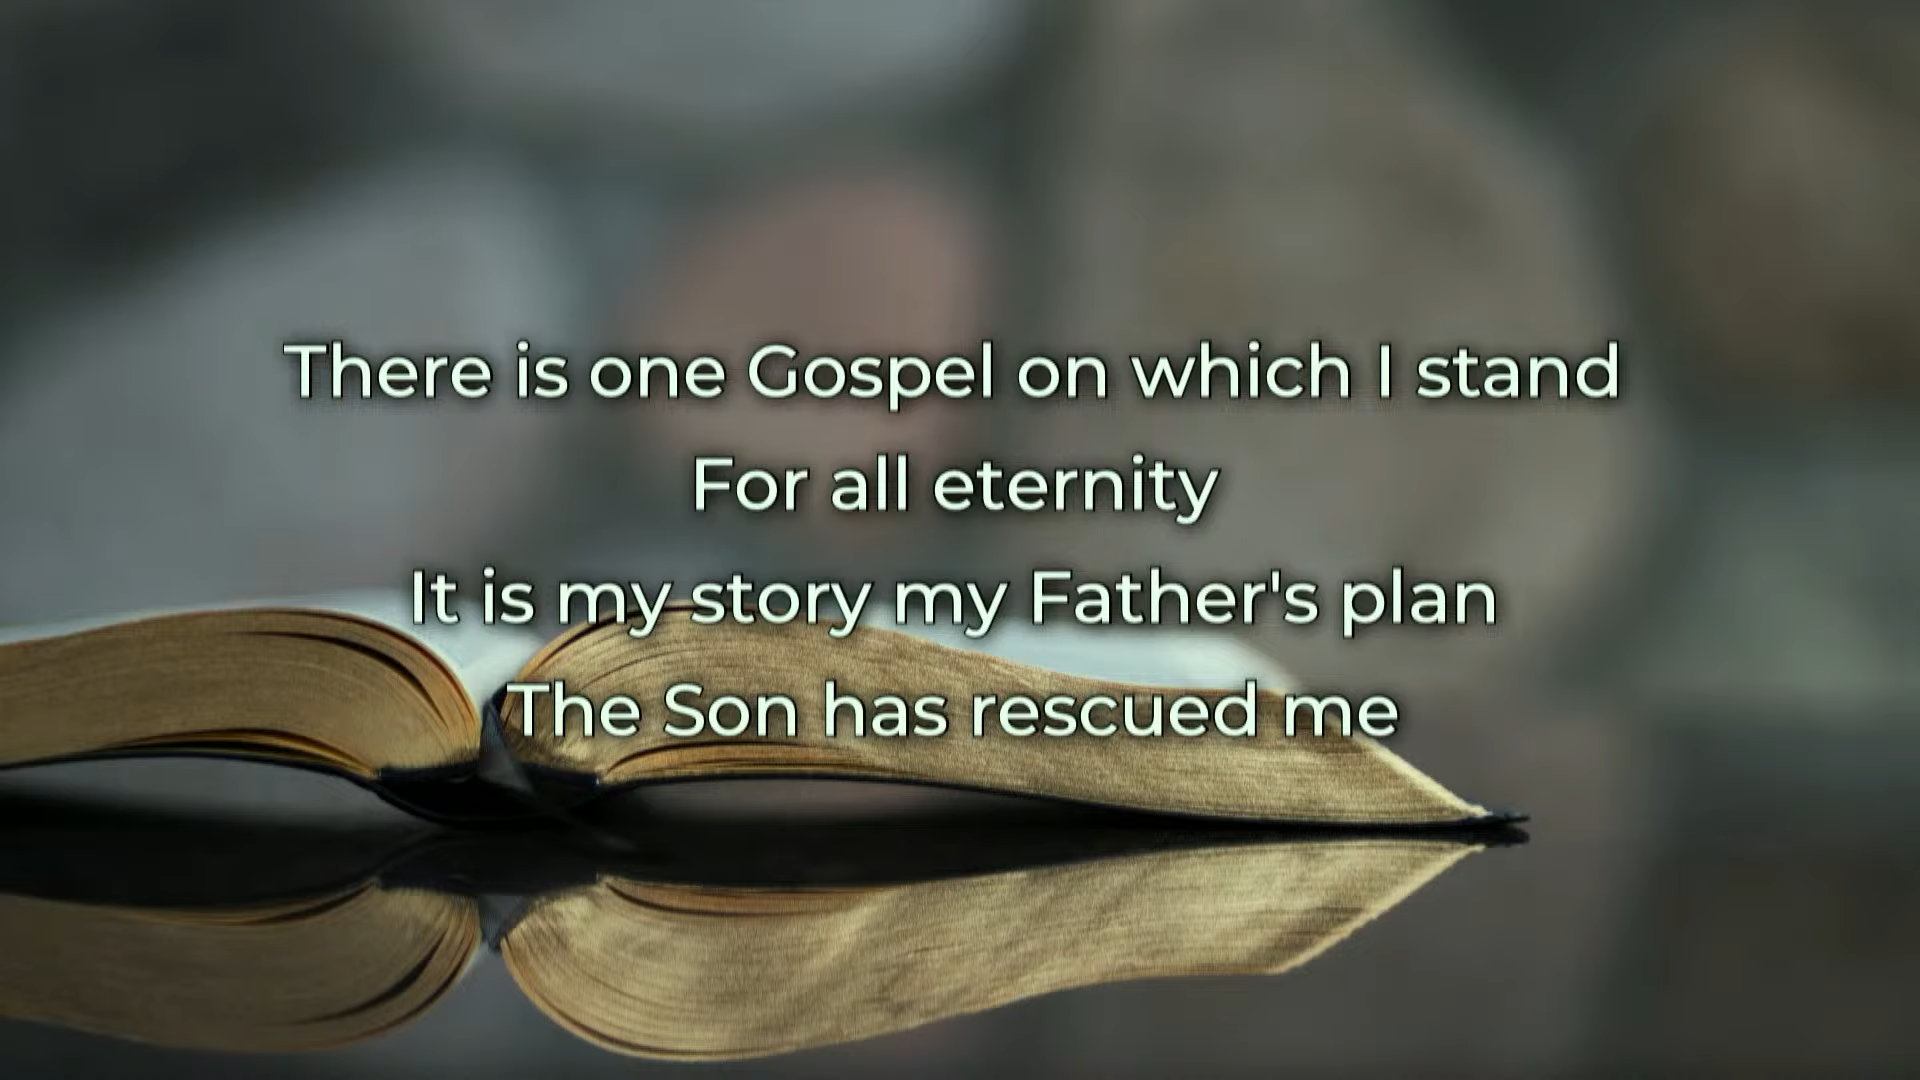 There is one Gospel on which I stand
For all eternity
It is my story my Father's plan
The Son has rescued me